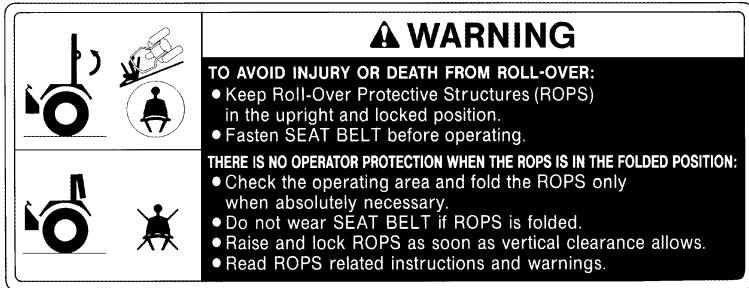 WARNING
TO AVOID INJURY OR DEATH FROM ROLL-OVER:
● Keep Roll-Over Protective Structures (ROPS)
in the upright and locked position.
● Fasten SEAT BELT before operating.
THERE IS NO OPERATOR PROTECTION WHEN THE ROPS IS IN THE FOLDED POSITION:
● Check the operating area and fold the ROPS only
when absolutely necessary.
● Do not wear SEAT BELT if ROPS is folded.
● Raise and lock ROPS as soon as vertical clearance allows.
● Read ROPS related instructions and warnings.